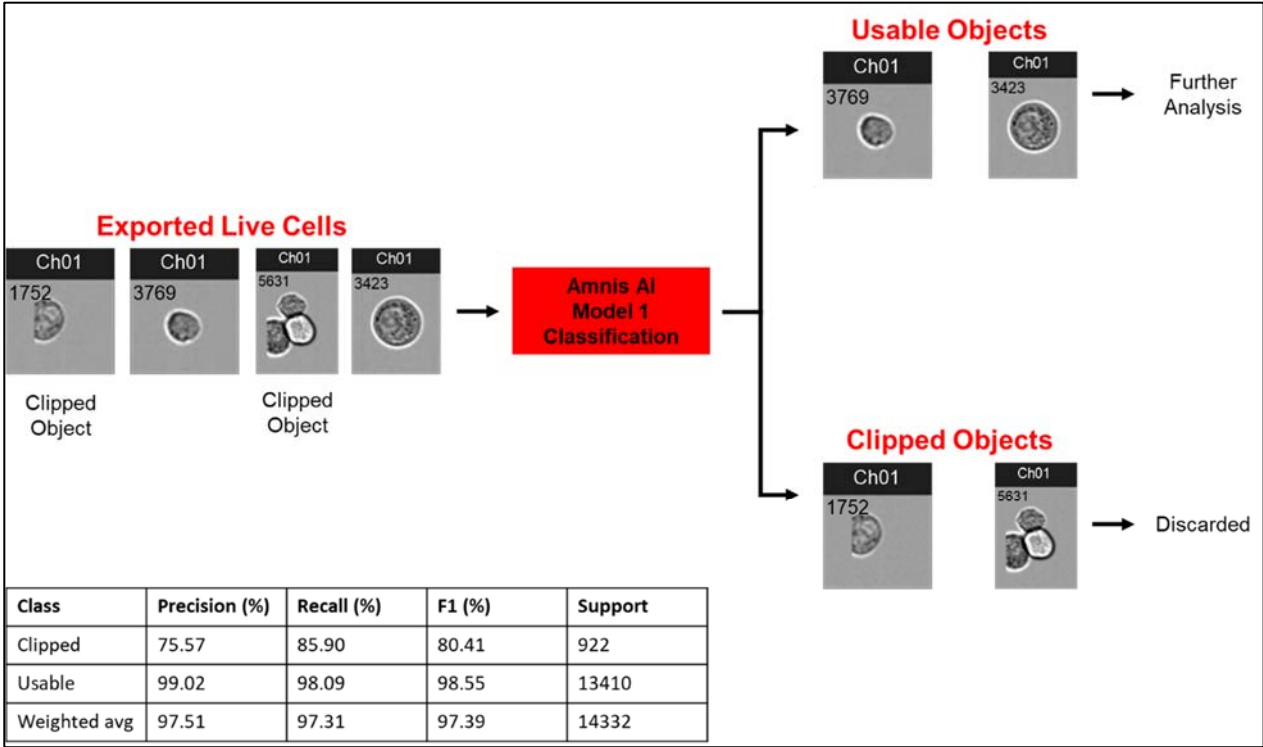 Usable Objects
Ch01
3769
Ch01
3423
Further
Analysis
Exported Live Cells
Ch01
1752
Ch01
3769
Ch01
5631
Ch01
3423
Clipped
Object
Clipped
Object
Amnis AI
Model 1
Classification
Clipped Objects
Ch01
1752
Ch01
5631
Discarded
Class Precision (%) Recall (%) F1 (%) Support
Clipped 75.57 85.90 80.41 922
Usable 99.02 98.09 98.55 13410
Weighted avg 97.51 97.31 97.39 14332